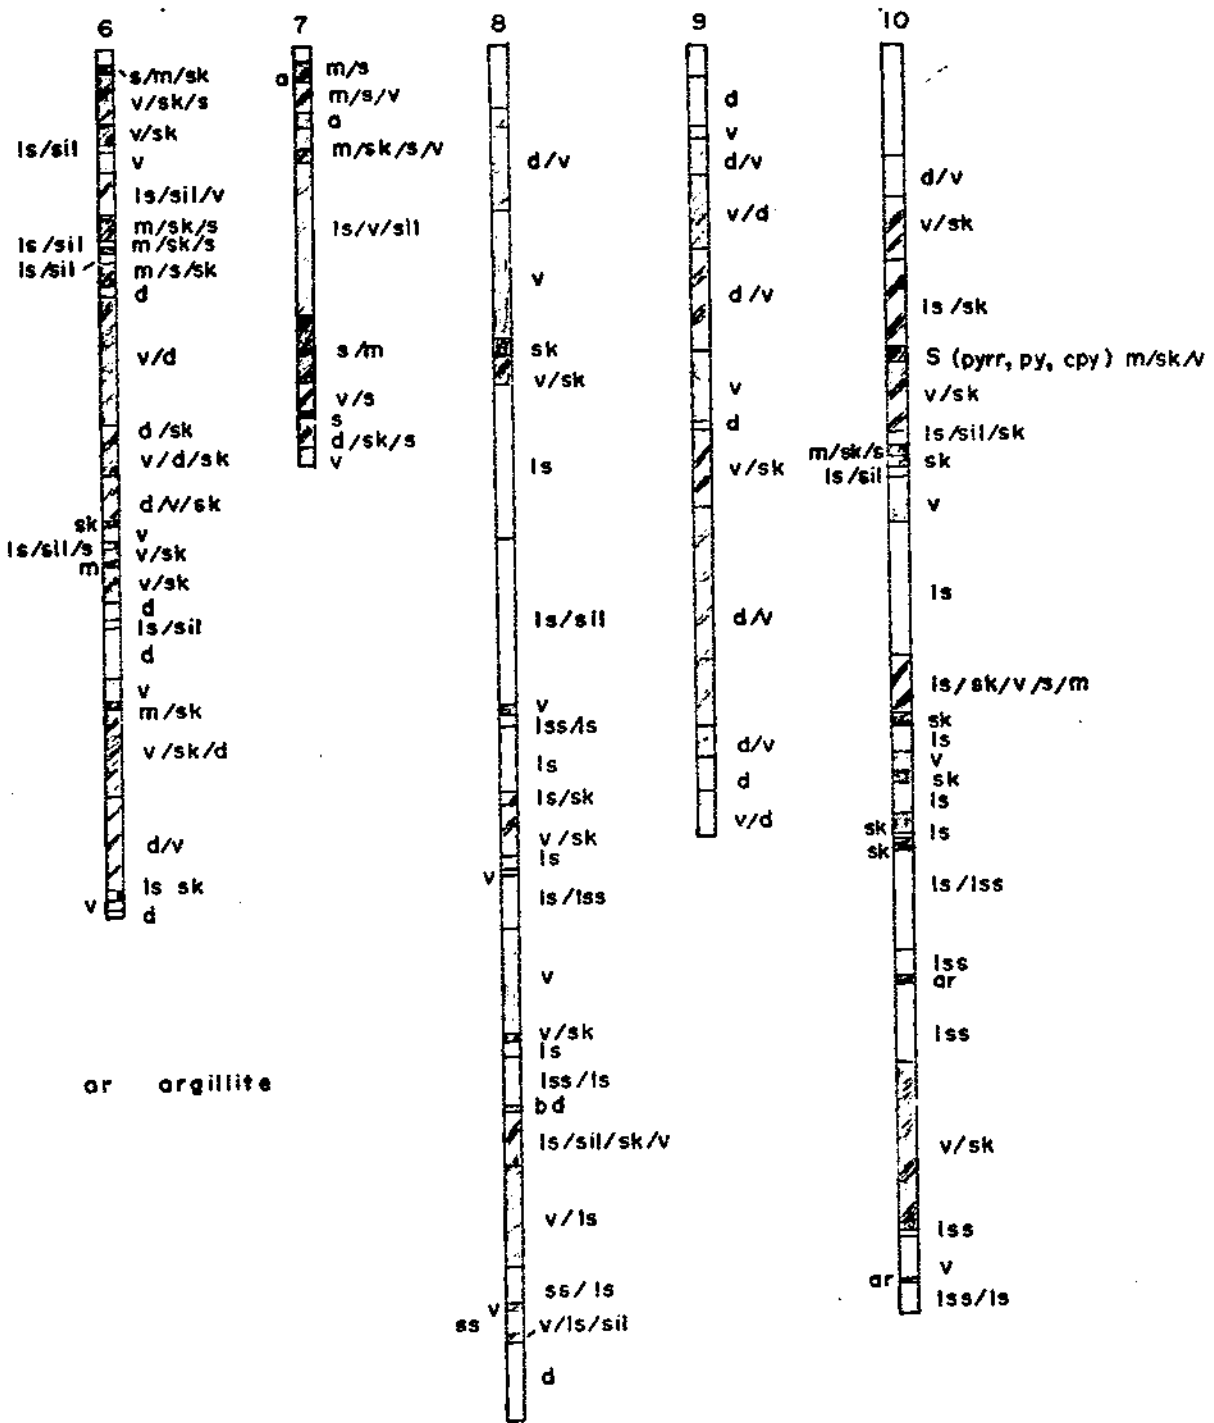 6
s/m/sk
v/sk/s
v/sk
ls/sil
v
ls/sil/v
m/sk/s
ls/sil
m/sk/s
ls/sil
m/s/sk
d
v/d
d/sk
v/d/sk
d/v/sk
sk
v
ls/sil/s
v/sk
m
v/sk
d
ls/sil
d
v
m/sk
v/sk/d
d/v
ls sk
v
d
ar argillite
7
m/s
a
m/s/v
a
m/sk/s/v
ls/v/sil
s/m
v/s
s
d/sk/s
v
8
d/v
v
sk
v/sk
ls
ls/sil
v
lss/ls
ls
ls/sk
v/sk
ls
v
ls/lss
v
v/sk
ls
lss/ls
bd
ls/sil/sk/v
v/ls
ss/ls
v
ss
v/ls/sil
d
9
d
v
d/v
v/d
d/v
v
d
v/sk
d/v
d/v
d
v/d
10
d/v
v/sk
ls/sk
S (pyrr, py, cpy) m/sk/v
v/sk
ls/sil/sk
m/sk/s
sk
ls/sil
v
ls
ls/sk/v/s/m
sk
ls
v
sk
ls
sk
ls
sk
ls/lss
lss
ar
lss
v/sk
lss
v
ar
lss/ls